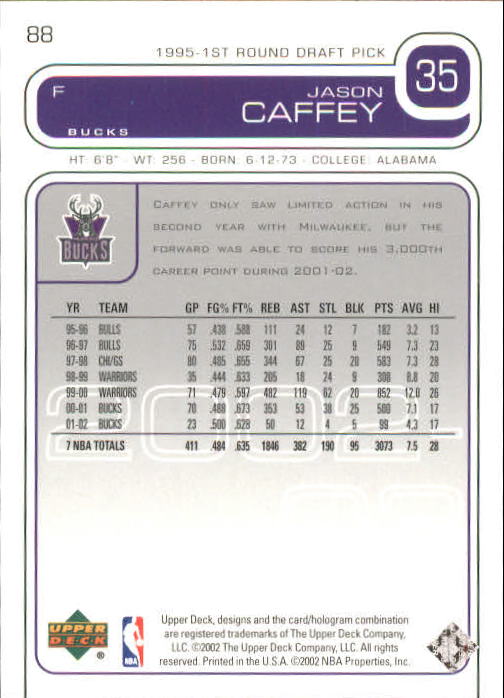 88
1995-1ST ROUND DRAFT PICK
35
F
JASON
CAFFEY
BUCKS
HT: 6'8" - WT: 256 - BORN: 6-12-73 - COLLEGE: ALABAMA
BUCKS
CAFFEY ONLY SAW LIMITED ACTION IN HIS
SECOND YEAR WITH MILWAUKEE, BUT THE
FORWARD WAS ABLE TO SCORE HIS 3,000TH
CAREER POINT DURING 2001-02.
YR TEAM GP FG% FT% REB AST STL BLK PTS AVG HI
95-96 BULLS 57 .438 .588 111 24 12 7 182 3.2 13
96-97 BULLS 75 .532 .659 301 89 25 9 549 7.3 23
97-98 CHI/GS 80 .485 .655 344 67 25 20 583 7.3 28
98-99 WARRIORS 35 .444 .633 205 18 24 9 308 8.8 20
99-00 WARRIORS 71 .479 .597 482 119 62 20 852 12.0 26
00-01 BUCKS 70 .488 .673 353 53 38 25 500 7.1 17
01-02 BUCKS 23 .500 .628 50 12 4 5 99 4.3 17
7 NBA TOTALS 411 .484 .635 1846 382 190 95 3073 7.5 28
2002-
03
UPPER
DECK
®
NBA
Upper Deck, designs and the card/hologram combination
are registered trademarks of The Upper Deck Company,
LLC. ©2002 The Upper Deck Company, LLC. All rights
reserved. Printed in the U.S.A. ©2002 NBA Properties, Inc.